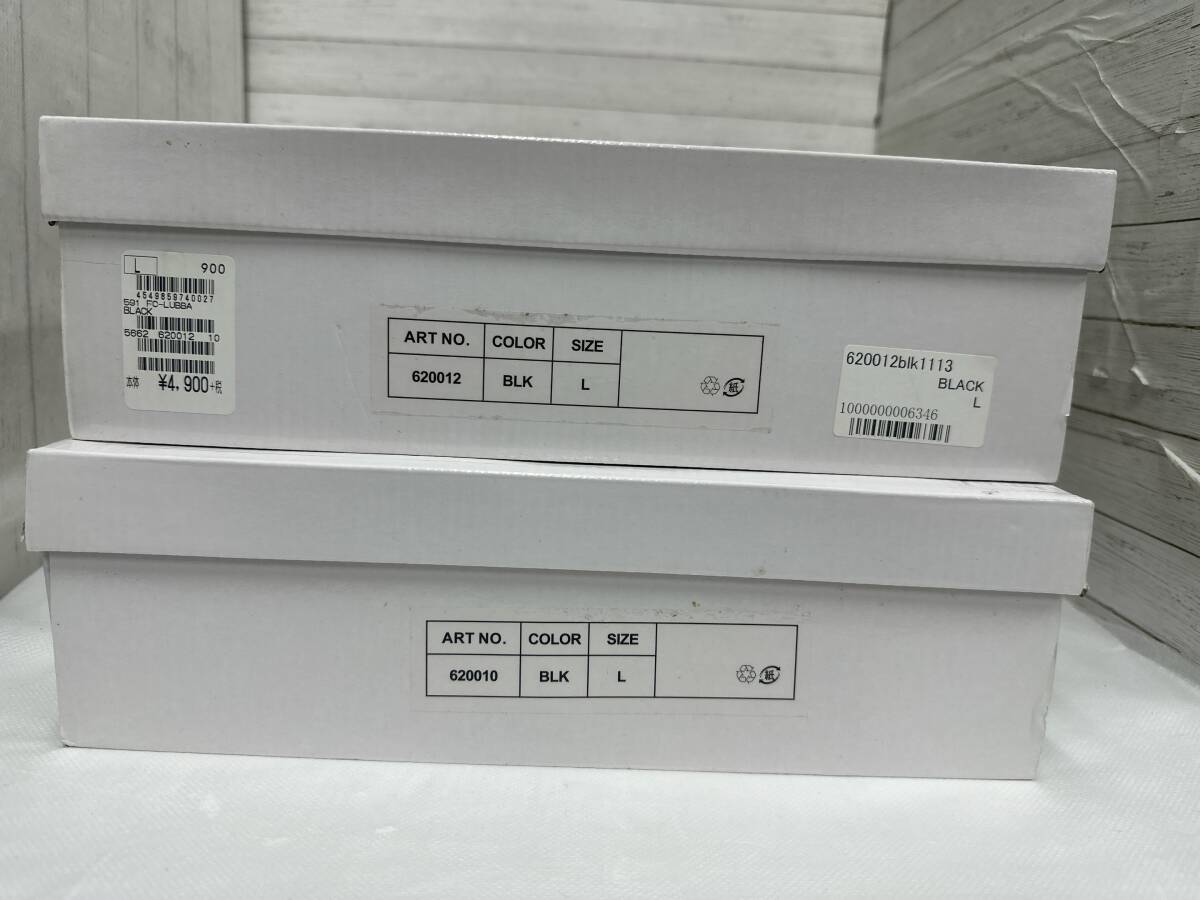 L 900
4549859740027
591 FC-LUBBA
BLACK
5662 620012 10
本体 ¥4,900+税
ART NO. COLOR SIZE
620012 BLK L
紙
620012blk1113
BLACK
L
1000000006346
ART NO. COLOR SIZE
620010 BLK L
紙